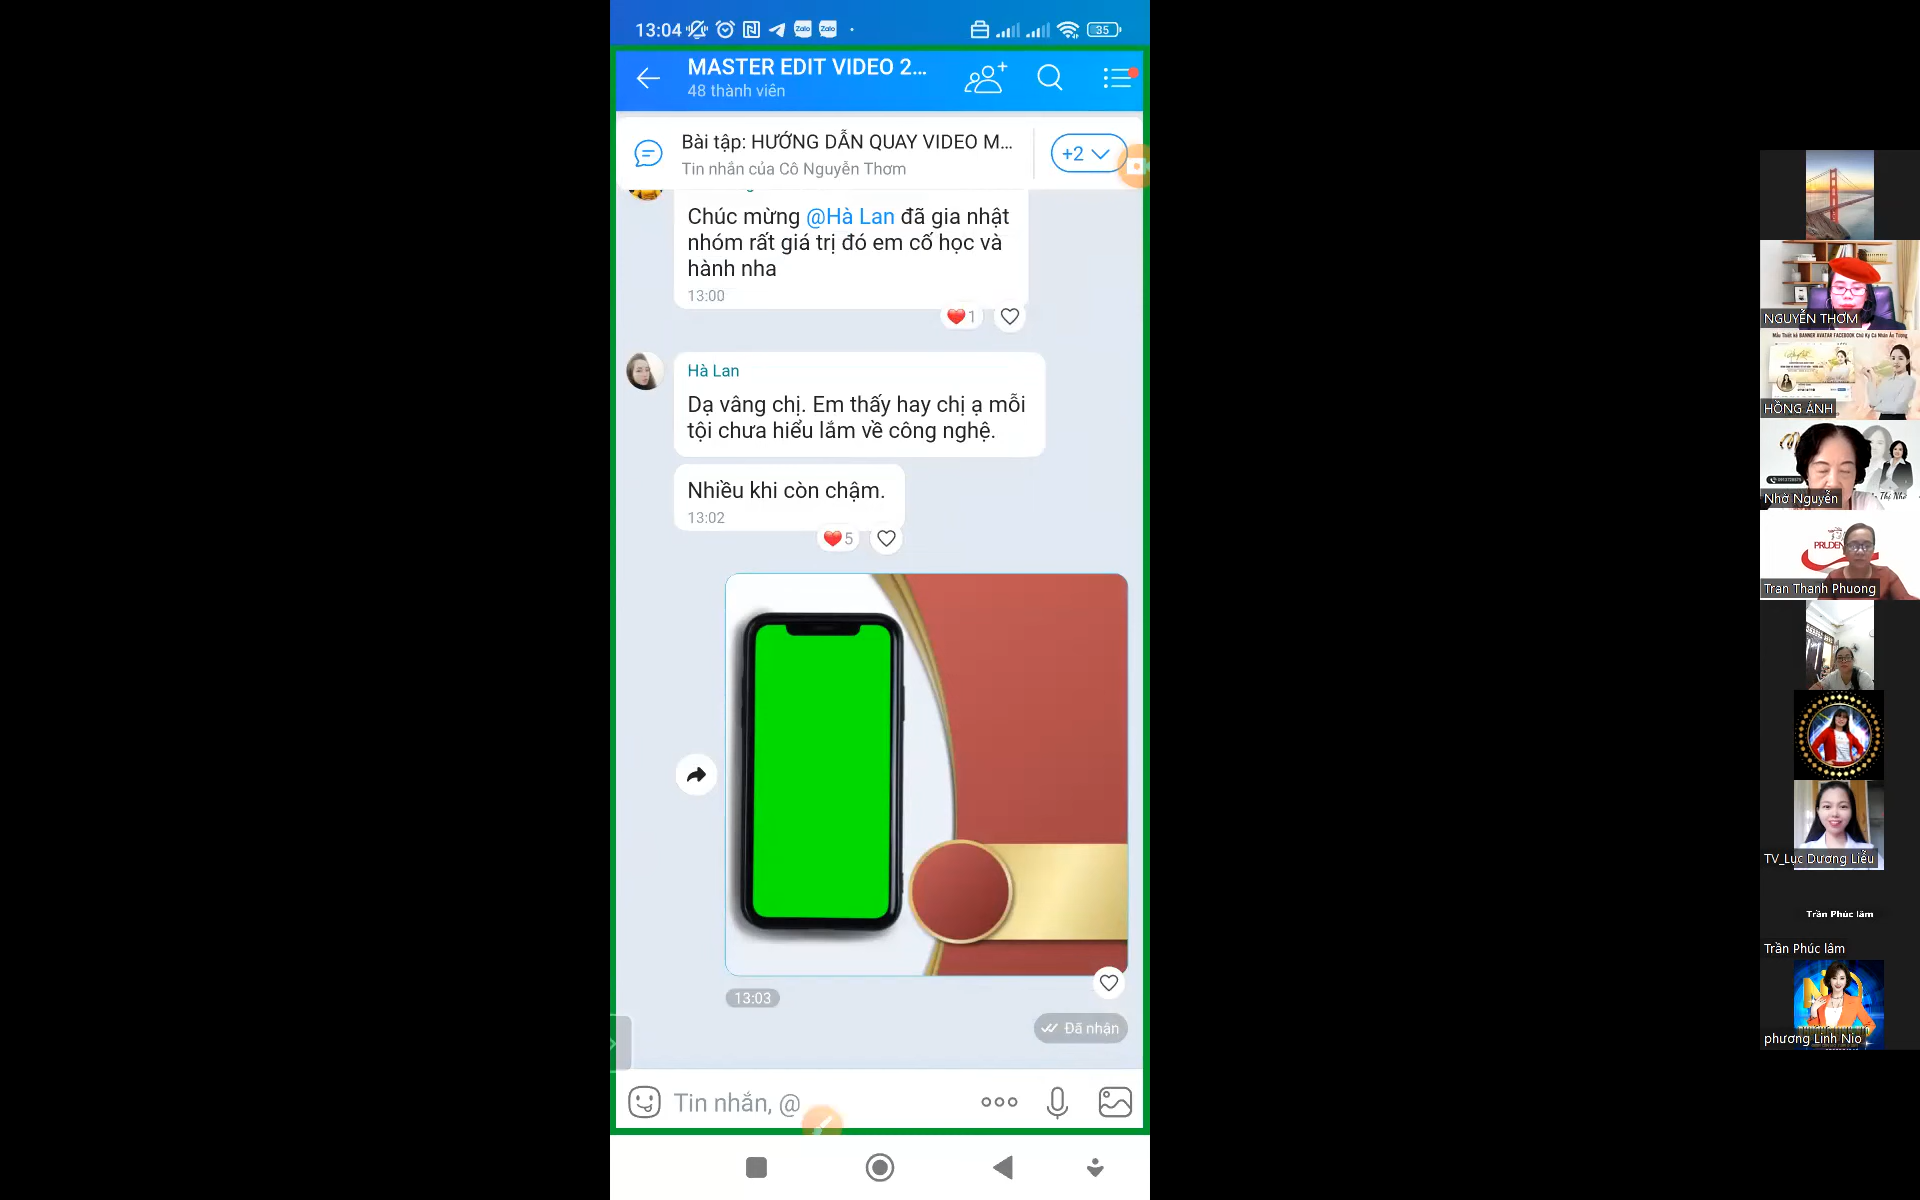 13:04
Zalo
Zalo
35
MASTER EDIT VIDEO 2...
48 thành viên
Bài tập: HƯỚNG DẪN QUAY VIDEO M...
Tin nhắn của Cô Nguyễn Thơm
+2
Chúc mừng @Hà Lan đã gia nhật
nhóm rất giá trị đó em cố học và
hành nha
13:00
1
Hà Lan
Dạ vâng chị. Em thấy hay chị ạ mỗi
tội chưa hiểu lắm về công nghệ.
Nhiều khi còn chậm.
13:02
5
13:03
Đã nhận
Tin nhắn, @
NGUYỄN THƠM
HỒNG ÁNH
Nhờ Nguyễn
Tran Thanh Phuong
TV_Lục Dương Liễu
Trần Phúc lâm
Trần Phúc lâm
phương Linh Nio